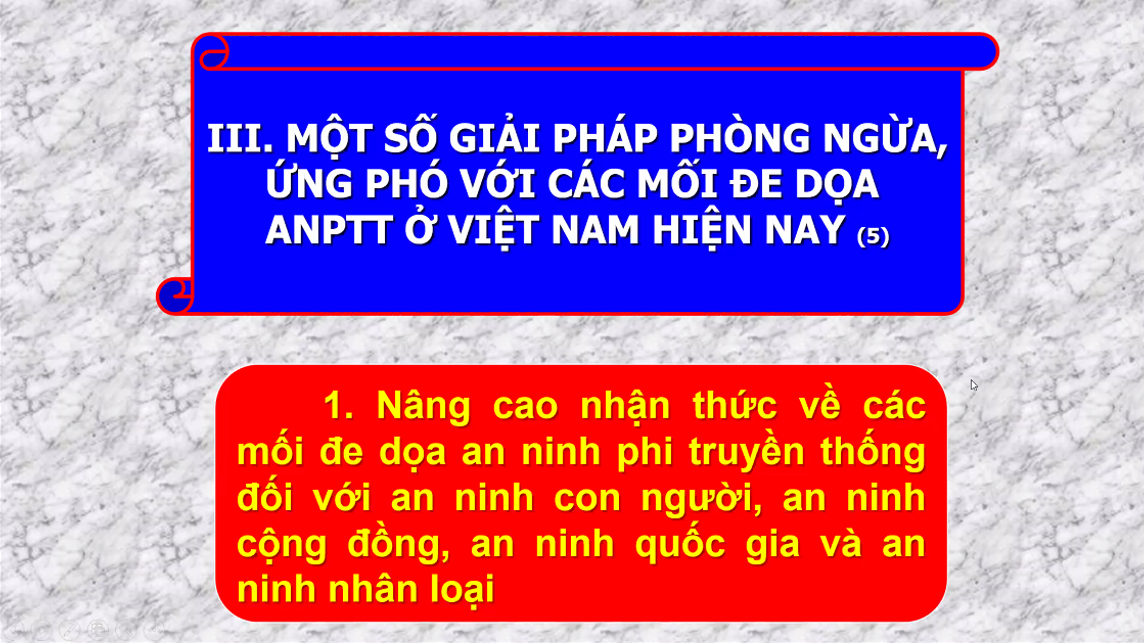 III. MỘT SỐ GIẢI PHÁP PHÒNG NGỪA,
ỨNG PHÓ VỚI CÁC MỐI ĐE DỌA
ANPTT Ở VIỆT NAM HIỆN NAY (5)
1. Nâng cao nhận thức về các
mối đe dọa an ninh phi truyền thống
đối với an ninh con người, an ninh
cộng đồng, an ninh quốc gia và an
ninh nhân loại